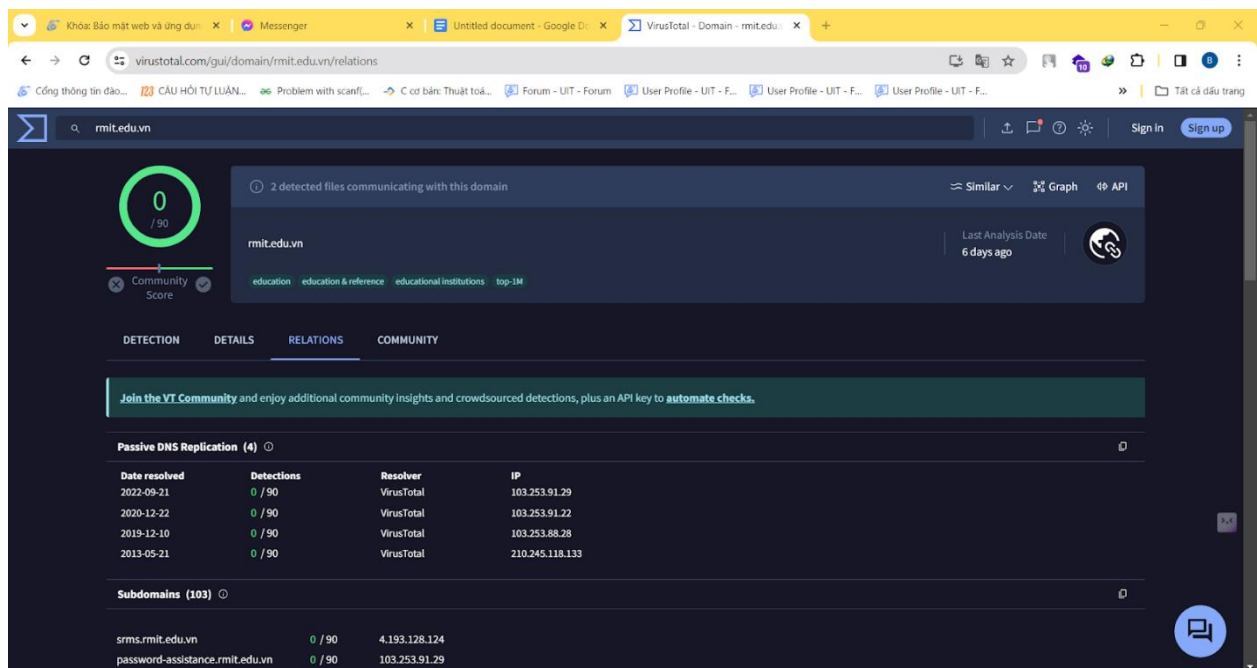 Khóa: Bảo mật web và ứng dụn
Messenger
Untitled document - Google Do
VirusTotal - Domain - rmit.edu.v
virustotal.com/gui/domain/rmit.edu.vn/relations
10
B
Cổng thông tin đào...
123 CÂU HỎI TỰ LUẬN...
Problem with scanf(...
C cơ bản: Thuật toá...
Forum - UIT - Forum
User Profile - UIT - F...
User Profile - UIT - F...
User Profile - UIT - F...
Tất cả dấu trang
rmit.edu.vn
Sign in
Sign up
0
/ 90
Community
Score
2 detected files communicating with this domain
Similar
Graph
API
rmit.edu.vn
education education & reference educational institutions top-1M
Last Analysis Date
6 days ago
DETECTION DETAILS RELATIONS COMMUNITY
Join the VT Community and enjoy additional community insights and crowdsourced detections, plus an API key to automate checks.
Passive DNS Replication (4)
Date resolved Detections Resolver IP
2022-09-21 0 / 90 VirusTotal 103.253.91.29
2020-12-22 0 / 90 VirusTotal 103.253.91.22
2019-12-10 0 / 90 VirusTotal 103.253.88.28
2013-05-21 0 / 90 VirusTotal 210.245.118.133
Subdomains (103)
srms.rmit.edu.vn 0 / 90 4.193.128.124
password-assistance.rmit.edu.vn 0 / 90 103.253.91.29